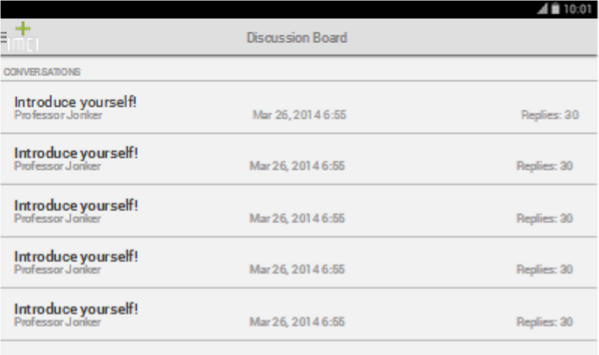 10:01
imci
Discussion Board
CONVERSATIONS
Introduce yourself!
Professor Jonker Mar 26, 2014 6:55 Replies: 30
Introduce yourself!
Professor Jonker Mar 26, 2014 6:55 Replies: 30
Introduce yourself!
Professor Jonker Mar 26, 2014 6:55 Replies: 30
Introduce yourself!
Professor Jonker Mar 26, 2014 6:55 Replies: 30
Introduce yourself!
Professor Jonker Mar 26, 2014 6:55 Replies: 30